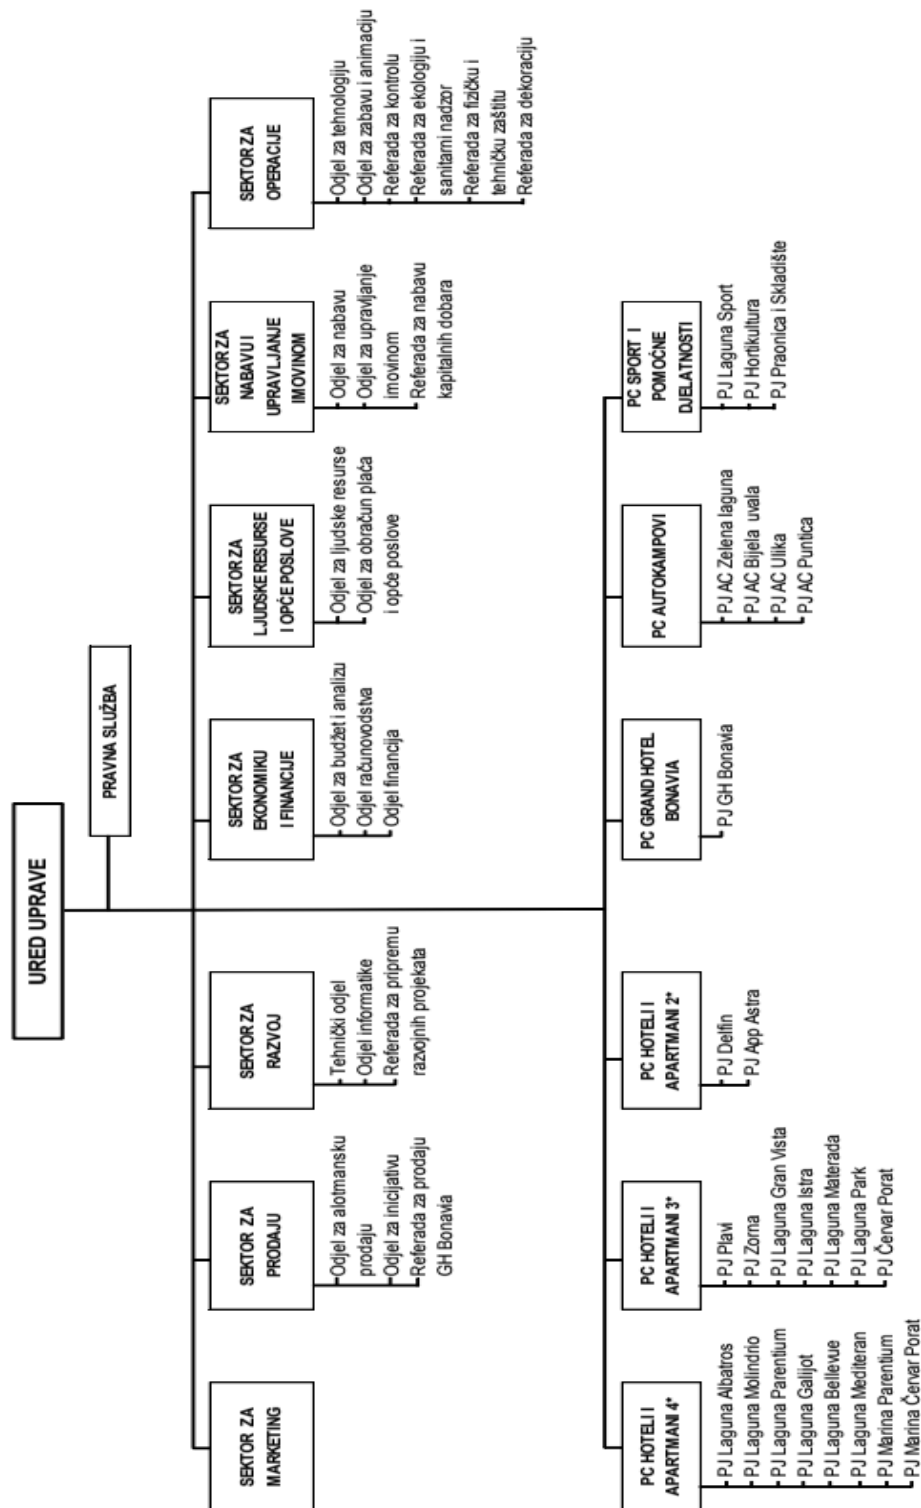 URED UPRAVE
PRAVNA SLUŽBA
SEKTOR ZA
MARKETING
SEKTOR ZA
PRODAJU
Odjel za alotmansku
prodaju
Odjel za inicijativu
Referada za prodaju
GH Bonavia
SEKTOR ZA
RAZVOJ
Tehnički odjel
Odjel informatike
Referada za pripremu
razvojnih projekata
SEKTOR ZA
EKONOMIKU
I FINANCIJE
Odjel za budžet i analizu
Odjel računovodstva
Odjel financija
SEKTOR ZA
LJUDSKE RESURSE
I OPĆE POSLOVE
Odjel za ljudske resurse
Odjel za obračun plaća
i opće poslove
SEKTOR ZA
NABAVU I
UPRAVLJANJE
IMOVINOM
Odjel za nabavu
Odjel za upravljanje
imovinom
Referada za nabavu
kapitalnih dobara
SEKTOR ZA
OPERACIJE
Odjel za tehnologiju
Odjel za zabavu i animaciju
Referada za kontrolu
Referada za ekologiju i
sanitarni nadzor
Referada za fizičku i
tehničku zaštitu
Referada za dekoraciju
PC HOTELI I
APARTMANI 4*
PJ Laguna Albatros
PJ Laguna Molindrio
PJ Laguna Parentium
PJ Laguna Galijot
PJ Laguna Bellevue
PJ Laguna Mediteran
PJ Marina Parentium
PJ Marina Červar Porat
PC HOTELI I
APARTMANI 3*
PJ Plavi
PJ Zorna
PJ Laguna Gran Vista
PJ Laguna Istra
PJ Laguna Materada
PJ Laguna Park
PJ Červar Porat
PC HOTELI I
APARTMANI 2*
PJ Delfin
PJ App Astra
PC GRAND HOTEL
BONAVIA
PJ GH Bonavia
PC AUTOKAMPOVI
PJ AC Zelena laguna
PJ AC Bijela uvala
PJ AC Ulika
PJ AC Puntica
PC SPORT I
POMOĆNE
DJELATNOSTI
PJ Laguna Sport
PJ Hortikultura
PJ Praonica i Skladište